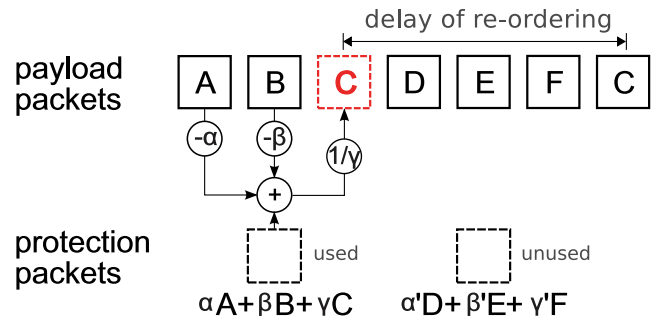 delay of re-ordering
payload
packets
A B C D E F C
-α -β 1/γ
+
protection
packets
used unused
αA+βB+γC α'D+β'E+γ'F